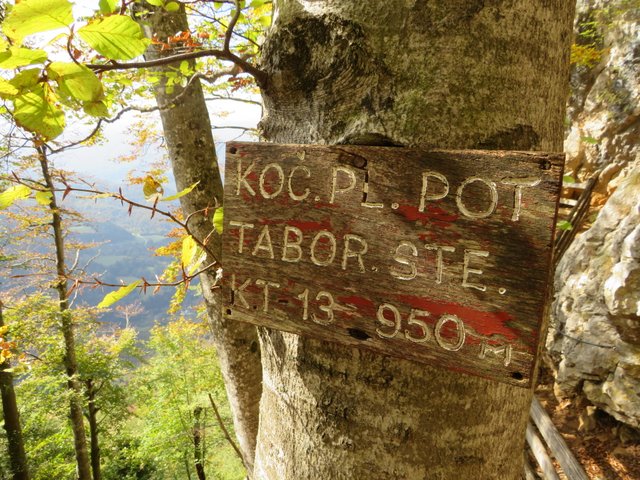 KOČ. PL. POT
TABOR. STE.
KT - 13 - 950 M